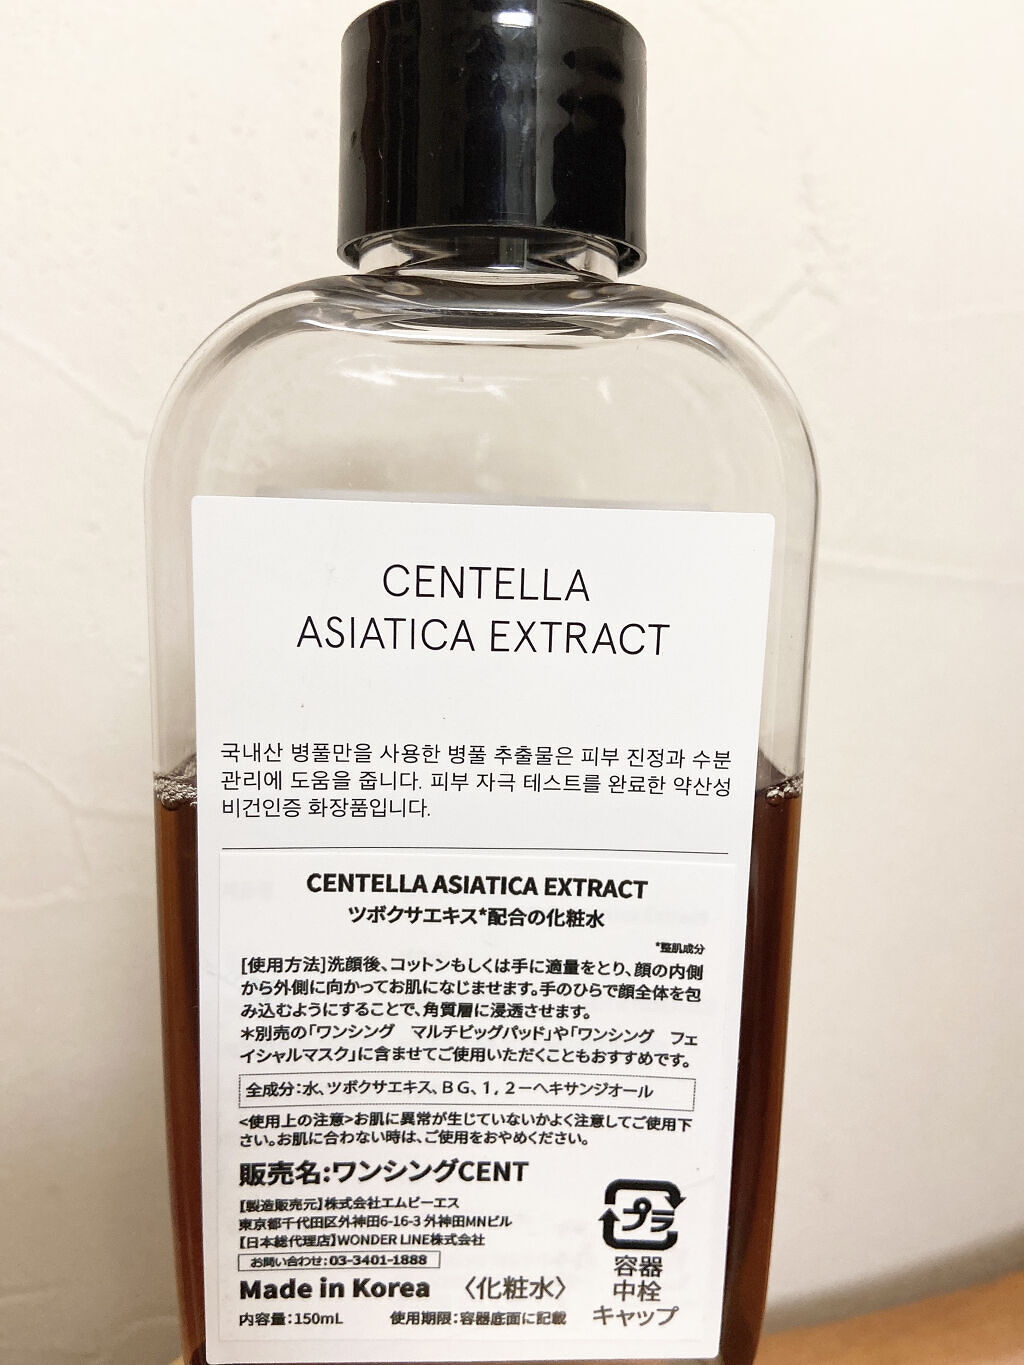 CENTELLA
ASIATICA EXTRACT
국내산 병풀만을 사용한 병풀 추출물은 피부 진정과 수분
관리에 도움을 줍니다. 피부 자극 테스트를 완료한 약산성
비건인증 화장품입니다.
CENTELLA ASIATICA EXTRACT
ツボクサエキス*配合の化粧水
*整肌成分
[使用方法]洗顔後、コットンもしくは手に適量をとり、顔の内側
から外側に向かってお肌になじませます。手のひらで顔全体を包
み込むようにすることで、角質層に浸透させます。
＊別売の「ワンシング　マルチビッグパッド」や「ワンシング　フェ
イシャルマスク」に含ませてご使用いただくこともおすすめです。
全成分：水、ツボクサエキス、ＢＧ、１，２－ヘキサンジオール
<使用上の注意>お肌に異常が生じていないかよく注意してご使用下
さい。お肌に合わない時は、ご使用をおやめください。
販売名:ワンシングCENT
【製造販売元】株式会社エムビーエス
東京都千代田区外神田6-16-3 外神田MNビル
【日本総代理店】WONDER LINE株式会社
お問い合わせ：03-3401-1888
Made in Korea 〈化粧水〉
内容量：150mL 使用期限：容器底面に記載
プラ
容器
中栓
キャップ